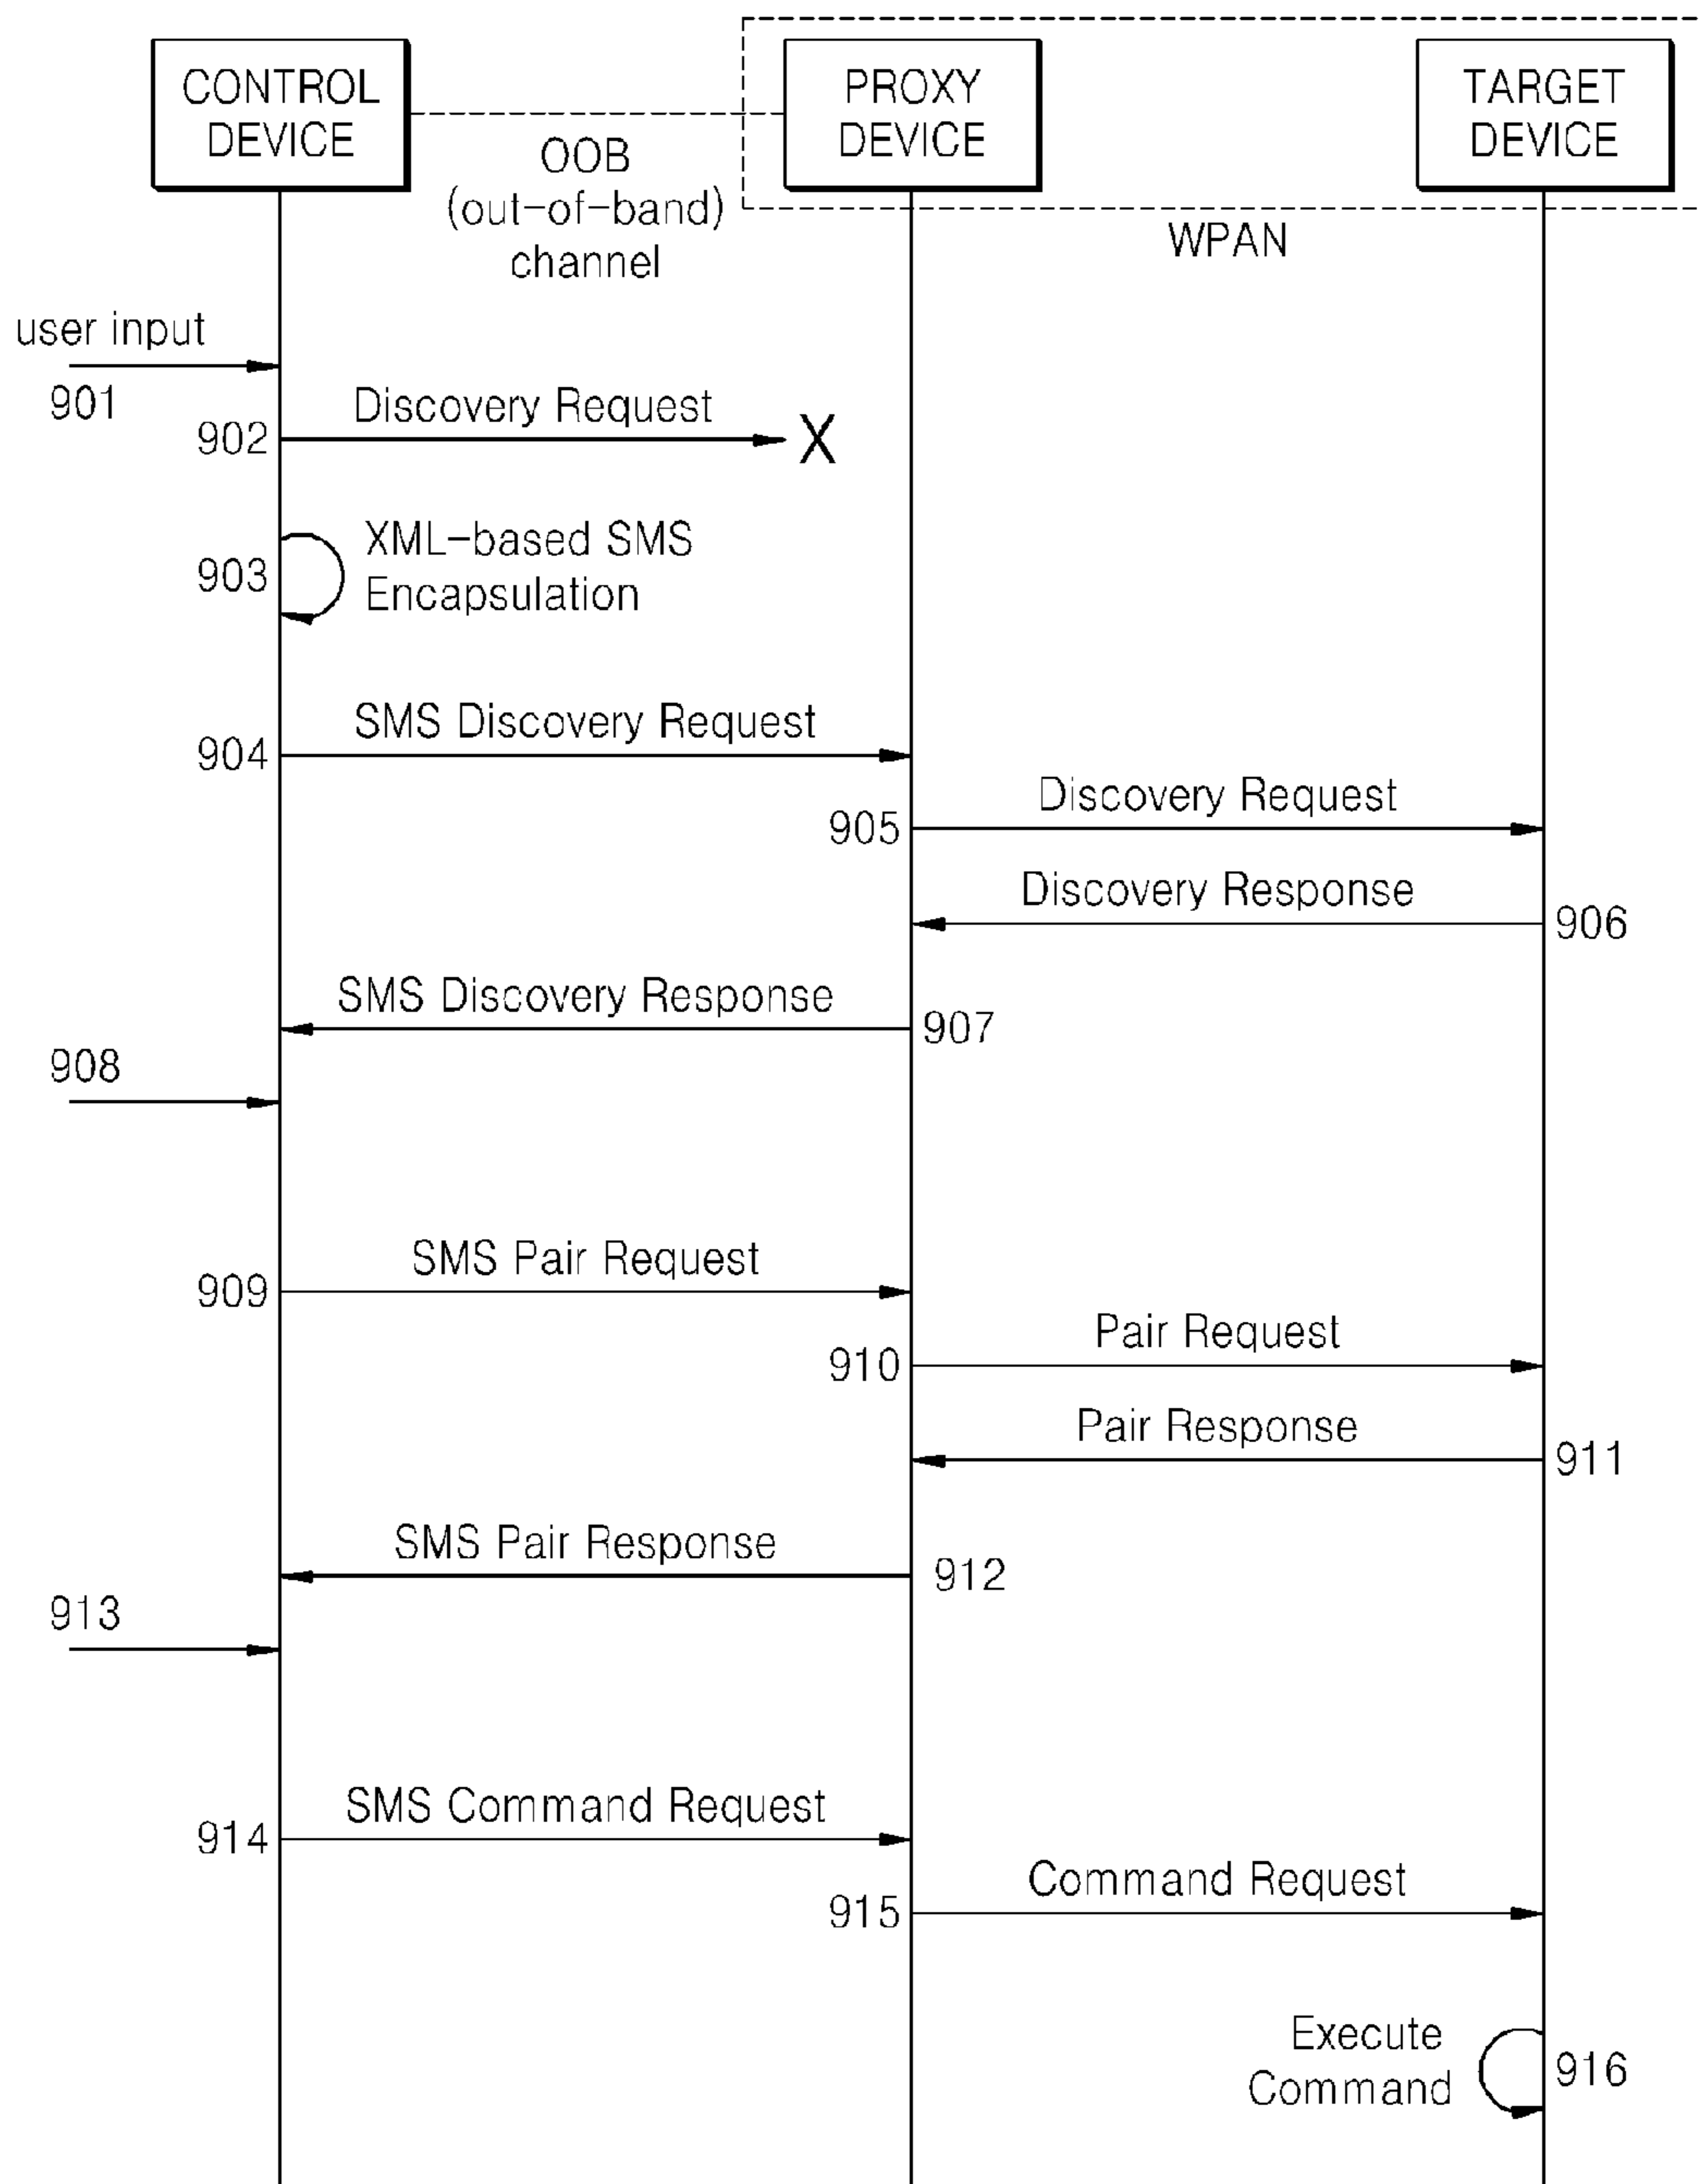 CONTROL
DEVICE
PROXY
DEVICE
TARGET
DEVICE
OOB
(out-of-band)
channel
WPAN
user input
901
Discovery Request
902
X
XML-based SMS
903
Encapsulation
SMS Discovery Request
904
Discovery Request
905
Discovery Response
906
SMS Discovery Response
907
908
SMS Pair Request
909
Pair Request
910
Pair Response
911
SMS Pair Response
912
913
SMS Command Request
914
Command Request
915
Execute
Command
916